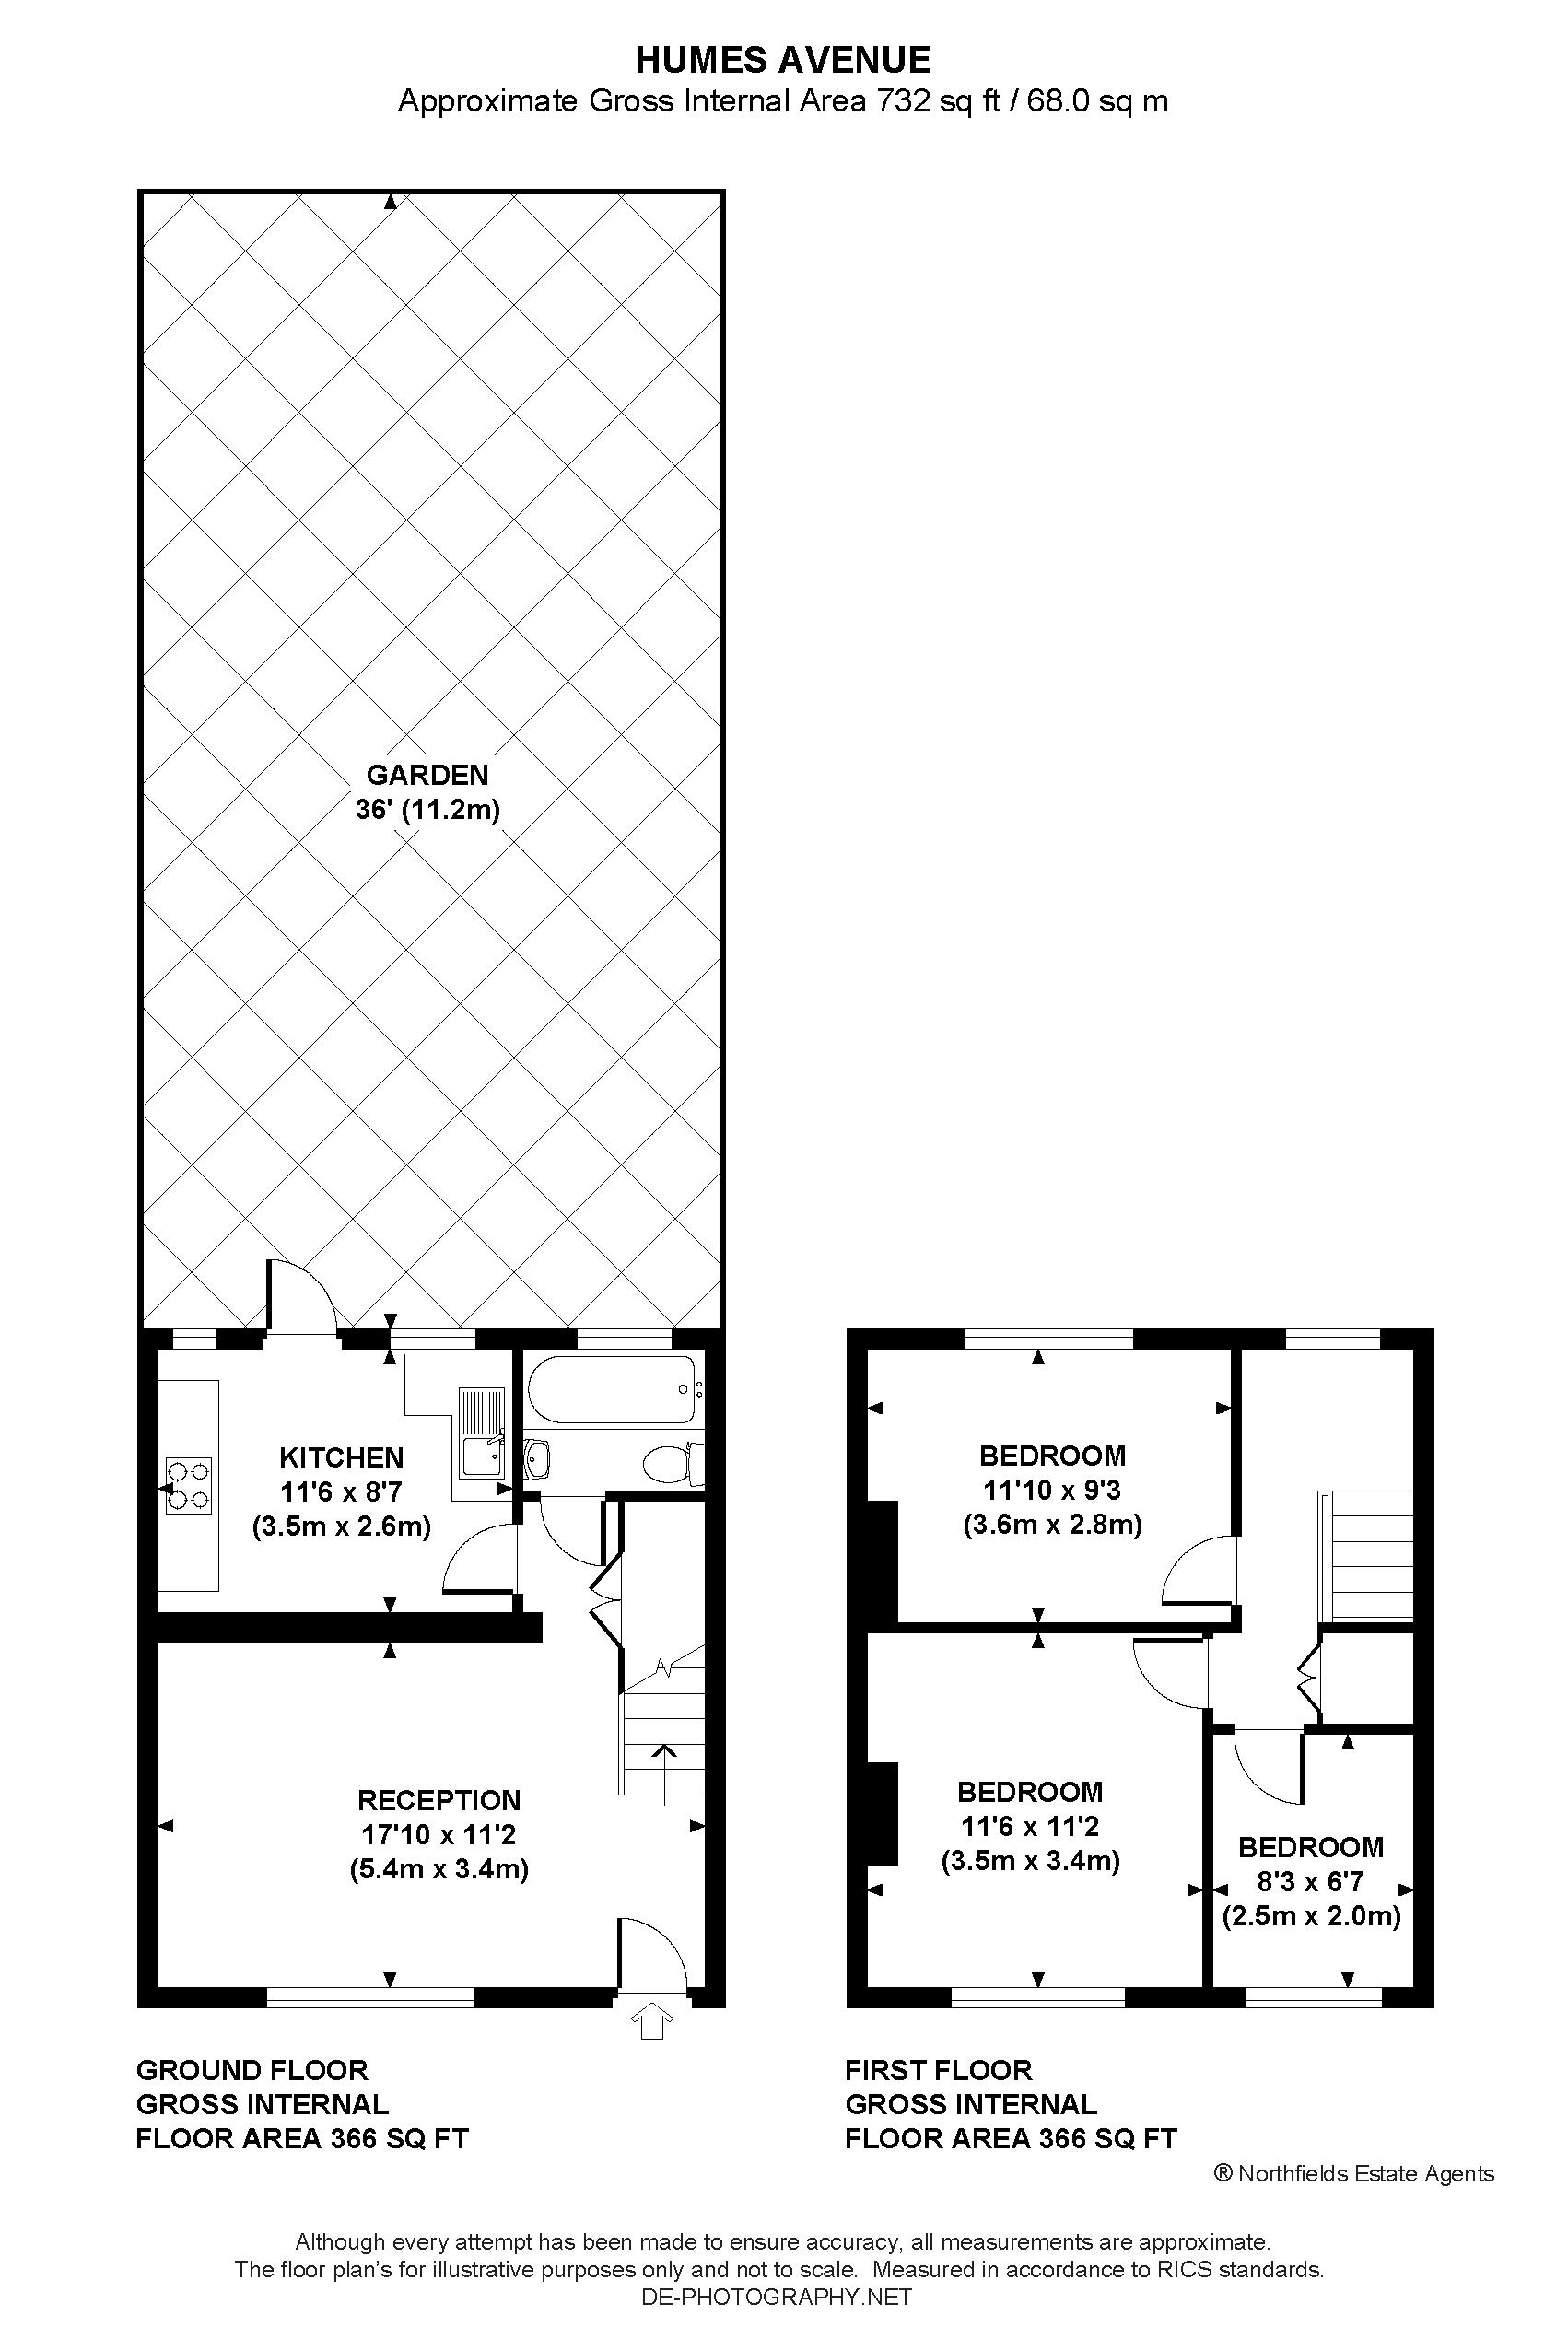 HUMES AVENUE
Approximate Gross Internal Area 732 sq ft / 68.0 sq m
GARDEN
36' (11.2m)
KITCHEN
11'6 x 8'7
(3.5m x 2.6m)
RECEPTION
17'10 x 11'2
(5.4m x 3.4m)
BEDROOM
11'10 x 9'3
(3.6m x 2.8m)
BEDROOM
11'6 x 11'2
(3.5m x 3.4m)
BEDROOM
8'3 x 6'7
(2.5m x 2.0m)
GROUND FLOOR
GROSS INTERNAL
FLOOR AREA 366 SQ FT
FIRST FLOOR
GROSS INTERNAL
FLOOR AREA 366 SQ FT
® Northfields Estate Agents
Although every attempt has been made to ensure accuracy, all measurements are approximate.
The floor plan's for illustrative purposes only and not to scale.  Measured in accordance to RICS standards.
DE-PHOTOGRAPHY.NET